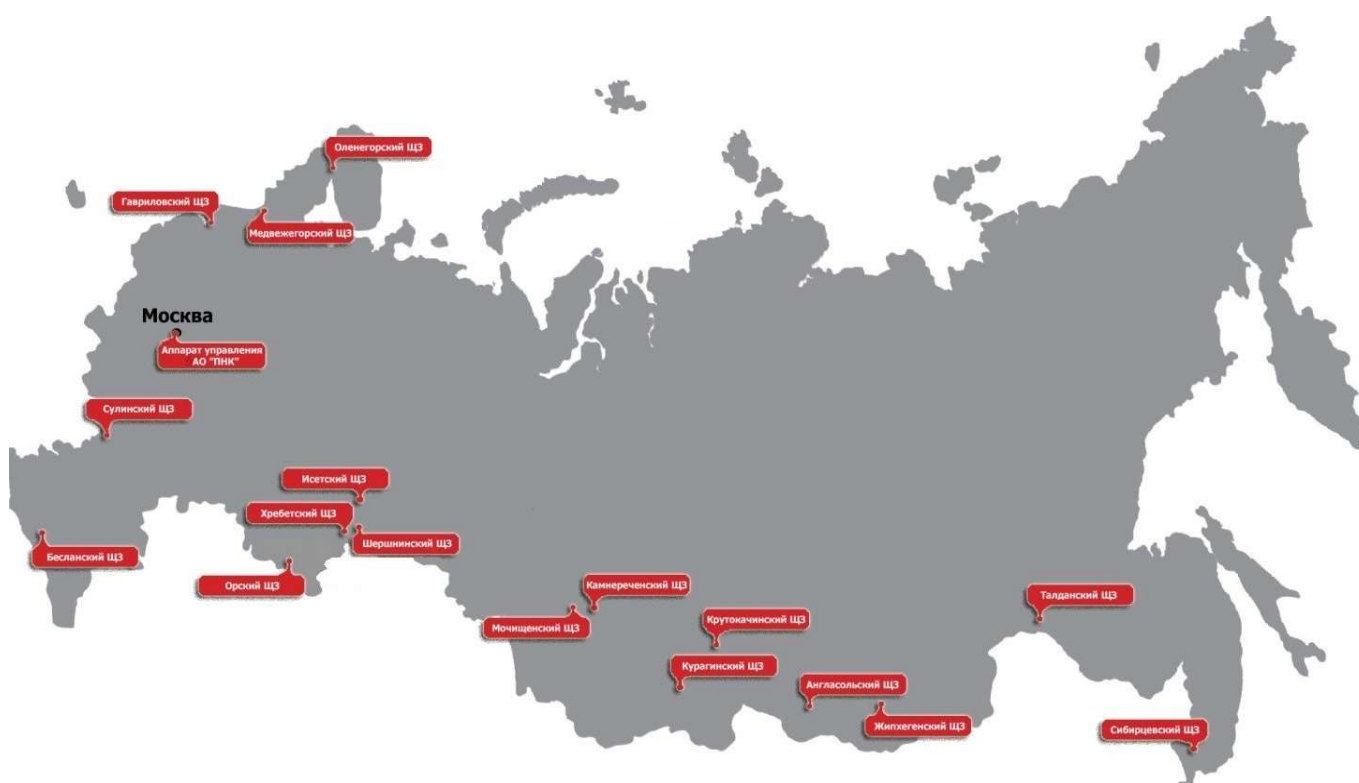 Оленегорский ЩЗ
Гавриловский ЩЗ
Медвежегорский ЩЗ
Москва
Аппарат управления
АО "ПНК"
Сулинский ЩЗ
Исетский ЩЗ
Хребетский ЩЗ
Шершнинский ЩЗ
Бесланский ЩЗ
Орский ЩЗ
Камнереченский ЩЗ
Мочищенский ЩЗ
Крутокачинский ЩЗ
Курагинский ЩЗ
Талданский ЩЗ
Англасольский ЩЗ
Жипхегенский ЩЗ
Сибирцевский ЩЗ